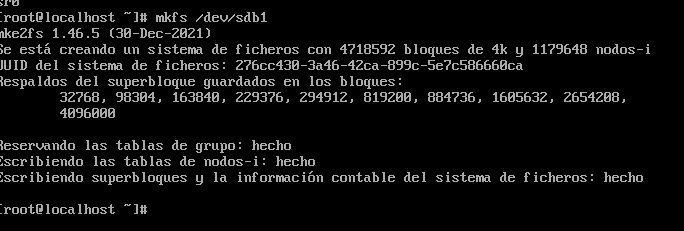 sr0
[root@localhost ~]# mkfs /dev/sdb1
mke2fs 1.46.5 (30-Dec-2021)
Se está creando un sistema de ficheros con 4718592 bloques de 4k y 1179648 nodos-i
UUID del sistema de ficheros: 276cc430-3a46-42ca-899c-5e7c586660ca
Respaldos del superbloque guardados en los bloques:
32768, 98304, 163840, 229376, 294912, 819200, 884736, 1605632, 2654208,
4096000
Reservando las tablas de grupo: hecho
Escribiendo las tablas de nodos-i: hecho
Escribiendo superbloques y la información contable del sistema de ficheros: hecho
[root@localhost ~]#